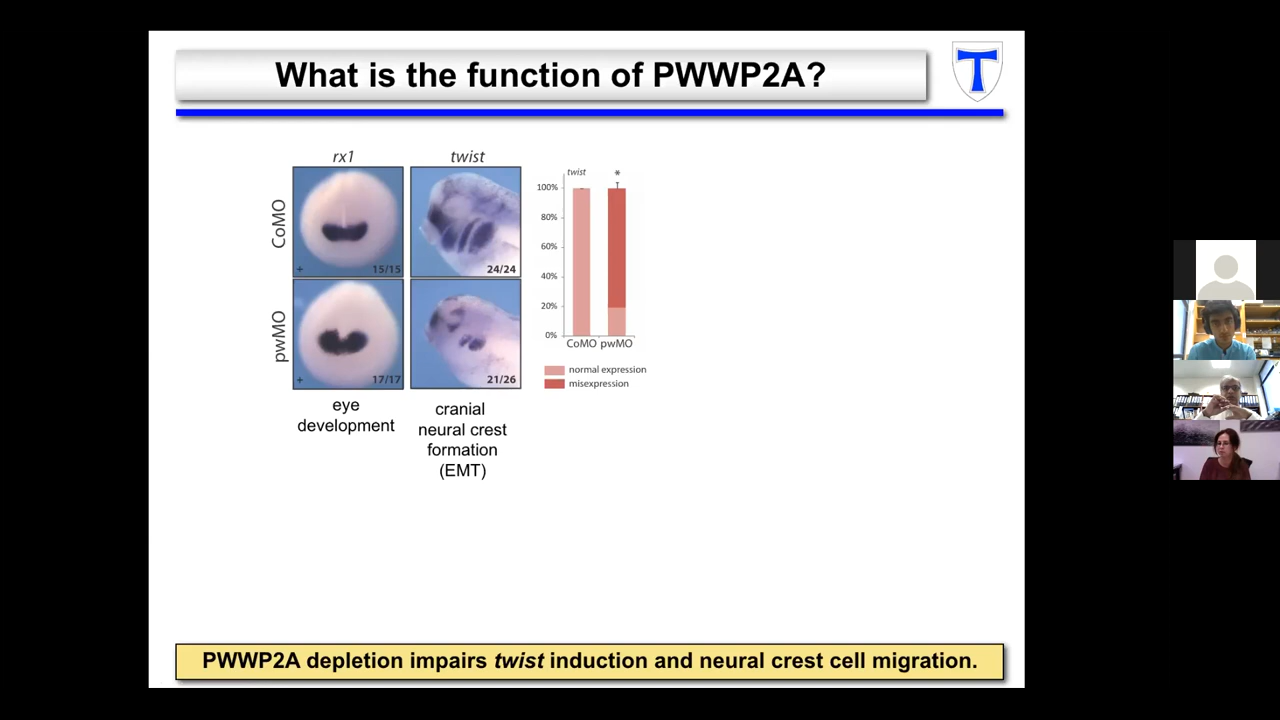 What is the function of PWWP2A?
T
rx1
twist
CoMO
15/15
24/24
pwMO
17/17
21/26
+
+
eye
development
cranial
neural crest
formation
(EMT)
twist
*
100%
80%
60%
40%
20%
0%
CoMO pwMO
normal expression
misexpression
PWWP2A depletion impairs twist induction and neural crest cell migration.